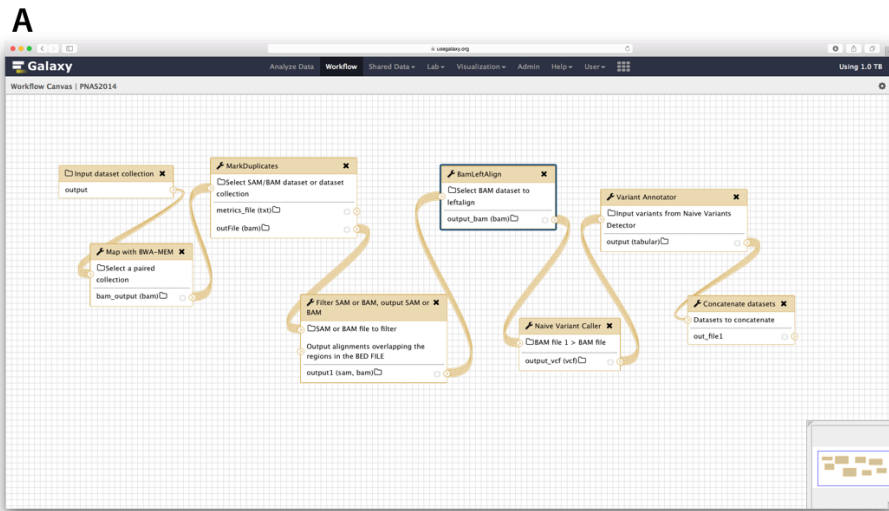 A
usegalaxy.org
Galaxy
Analyze Data Workflow Shared Data Lab Visualization Admin Help User
Using 1.0 TB
Workflow Canvas | PNAS2014
Input dataset collection
output
Map with BWA-MEM
Select a paired
collection
bam_output (bam)
MarkDuplicates
Select SAM/BAM dataset or dataset
collection
metrics_file (txt)
outFile (bam)
Filter SAM or BAM, output SAM or
BAM
SAM or BAM file to filter
Output alignments overlapping the
regions in the BED FILE
output1 (sam, bam)
BamLeftAlign
Select BAM dataset to
leftalign
output_bam (bam)
Naive Variant Caller
BAM file 1 > BAM file
output_vcf (vcf)
Variant Annotator
Input variants from Naive Variants
Detector
output (tabular)
Concatenate datasets
Datasets to concatenate
out_file1